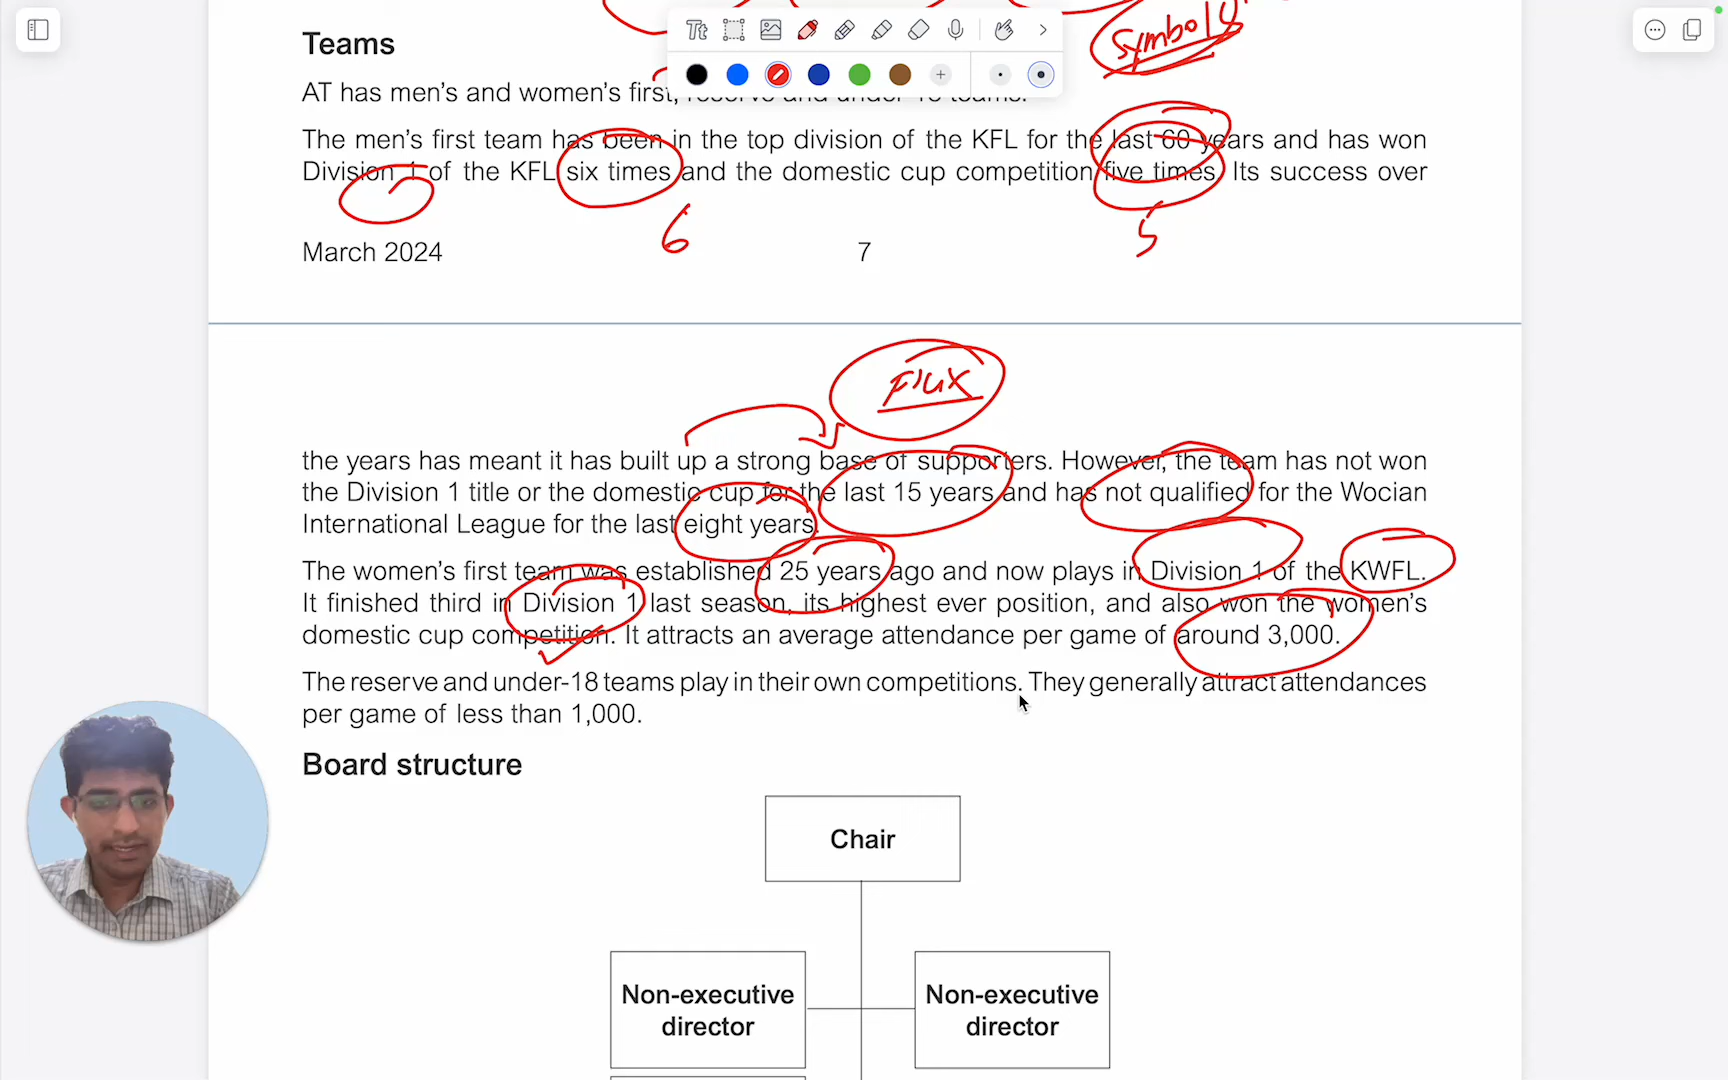 Symbols
Tt
Teams
AT has men's and women's first, reserve and under-18 teams.
The men's first team has been in the top division of the KFL for the last 60 years and has won
Division 1 of the KFL six times and the domestic cup competition five times. Its success over
6
5
March 2024
7
Flux
the years has meant it has built up a strong base of supporters. However, the team has not won
the Division 1 title or the domestic cup for the last 15 years and has not qualified for the Wocian
International League for the last eight years.
The women's first team was established 25 years ago and now plays in Division 1 of the KWFL.
It finished third in Division 1 last season, its highest ever position, and also won the women's
domestic cup competition. It attracts an average attendance per game of around 3,000.
The reserve and under-18 teams play in their own competitions. They generally attract attendances
per game of less than 1,000.
Board structure
Chair
Non-executive
director
Non-executive
director